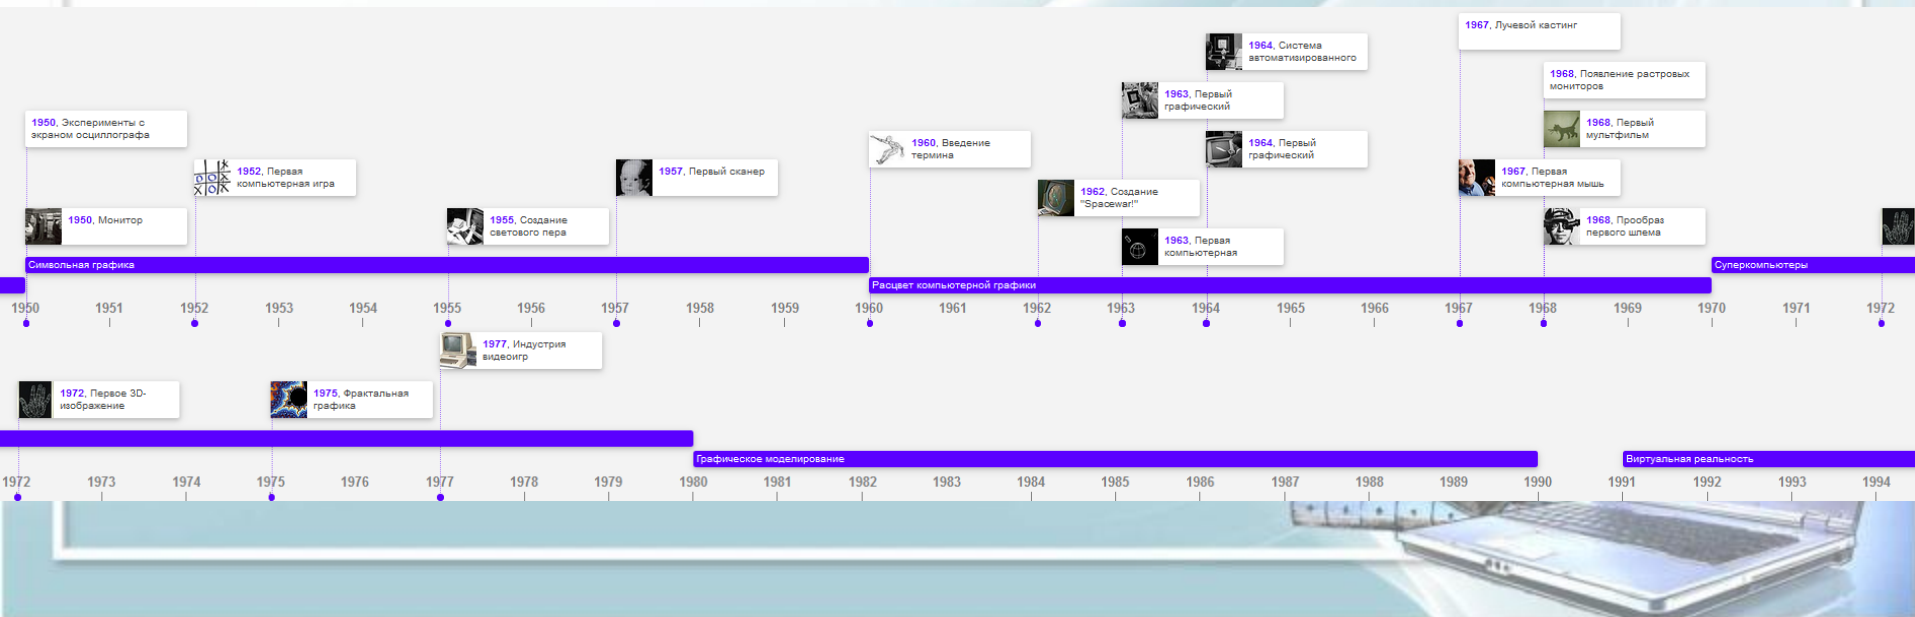 1967, Лучевой кастинг
1964, Система
автоматизированного
1968, Появление растровых
мониторов
1963, Первый
графический
1950, Эксперименты с
экраном осциллографа
1968, Первый
мультфильм
1960, Введение
термина
1964, Первый
графический
1952, Первая
компьютерная игра
1957, Первый сканер
1967, Первая
компьютерная мышь
1962, Создание
"Spacewar!"
1950, Монитор
1955, Создание
светового пера
1968, Прообраз
первого шлема
1963, Первая
компьютерная
Символьная графика
Суперкомпьютеры
Расцвет компьютерной графики
1950 1951 1952 1953 1954 1955 1956 1957 1958 1959 1960 1961 1962 1963 1964 1965 1966 1967 1968 1969 1970 1971 1972
1977, Индустрия
видеоигр
1972, Первое 3D-
изображение
1975, Фрактальная
графика
Графическое моделирование
Виртуальная реальность
1972 1973 1974 1975 1976 1977 1978 1979 1980 1981 1982 1983 1984 1985 1986 1987 1988 1989 1990 1991 1992 1993 1994